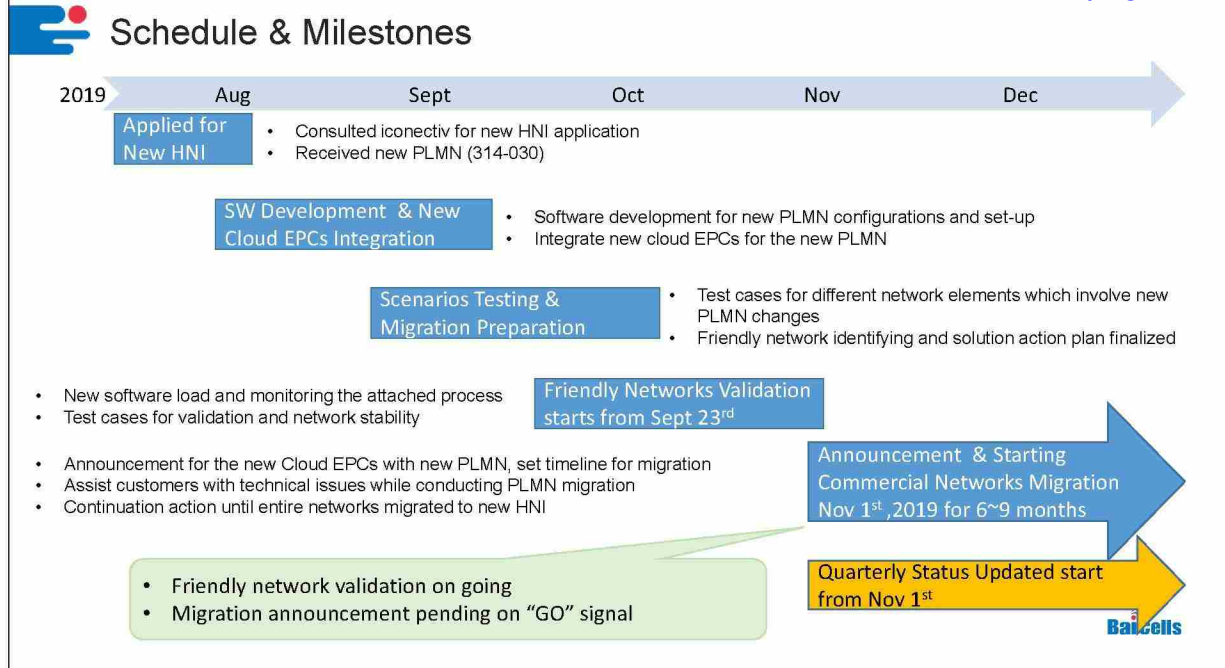 Schedule & Milestones
2019
Aug
Sept
Oct
Nov
Dec
Applied for
New HNI
• Consulted iconectiv for new HNI application
• Received new PLMN (314-030)
SW Development & New
Cloud EPCs Integration
• Software development for new PLMN configurations and set-up
• Integrate new cloud EPCs for the new PLMN
Scenarios Testing &
Migration Preparation
• Test cases for different network elements which involve new
PLMN changes
• Friendly network identifying and solution action plan finalized
• New software load and monitoring the attached process
• Test cases for validation and network stability
Friendly Networks Validation
starts from Sept 23rd
• Announcement for the new Cloud EPCs with new PLMN, set timeline for migration
• Assist customers with technical issues while conducting PLMN migration
• Continuation action until entire networks migrated to new HNI
Announcement & Starting
Commercial Networks Migration
Nov 1st ,2019 for 6~9 months
• Friendly network validation on going
• Migration announcement pending on “GO” signal
Quarterly Status Updated start
from Nov 1st
Baicells